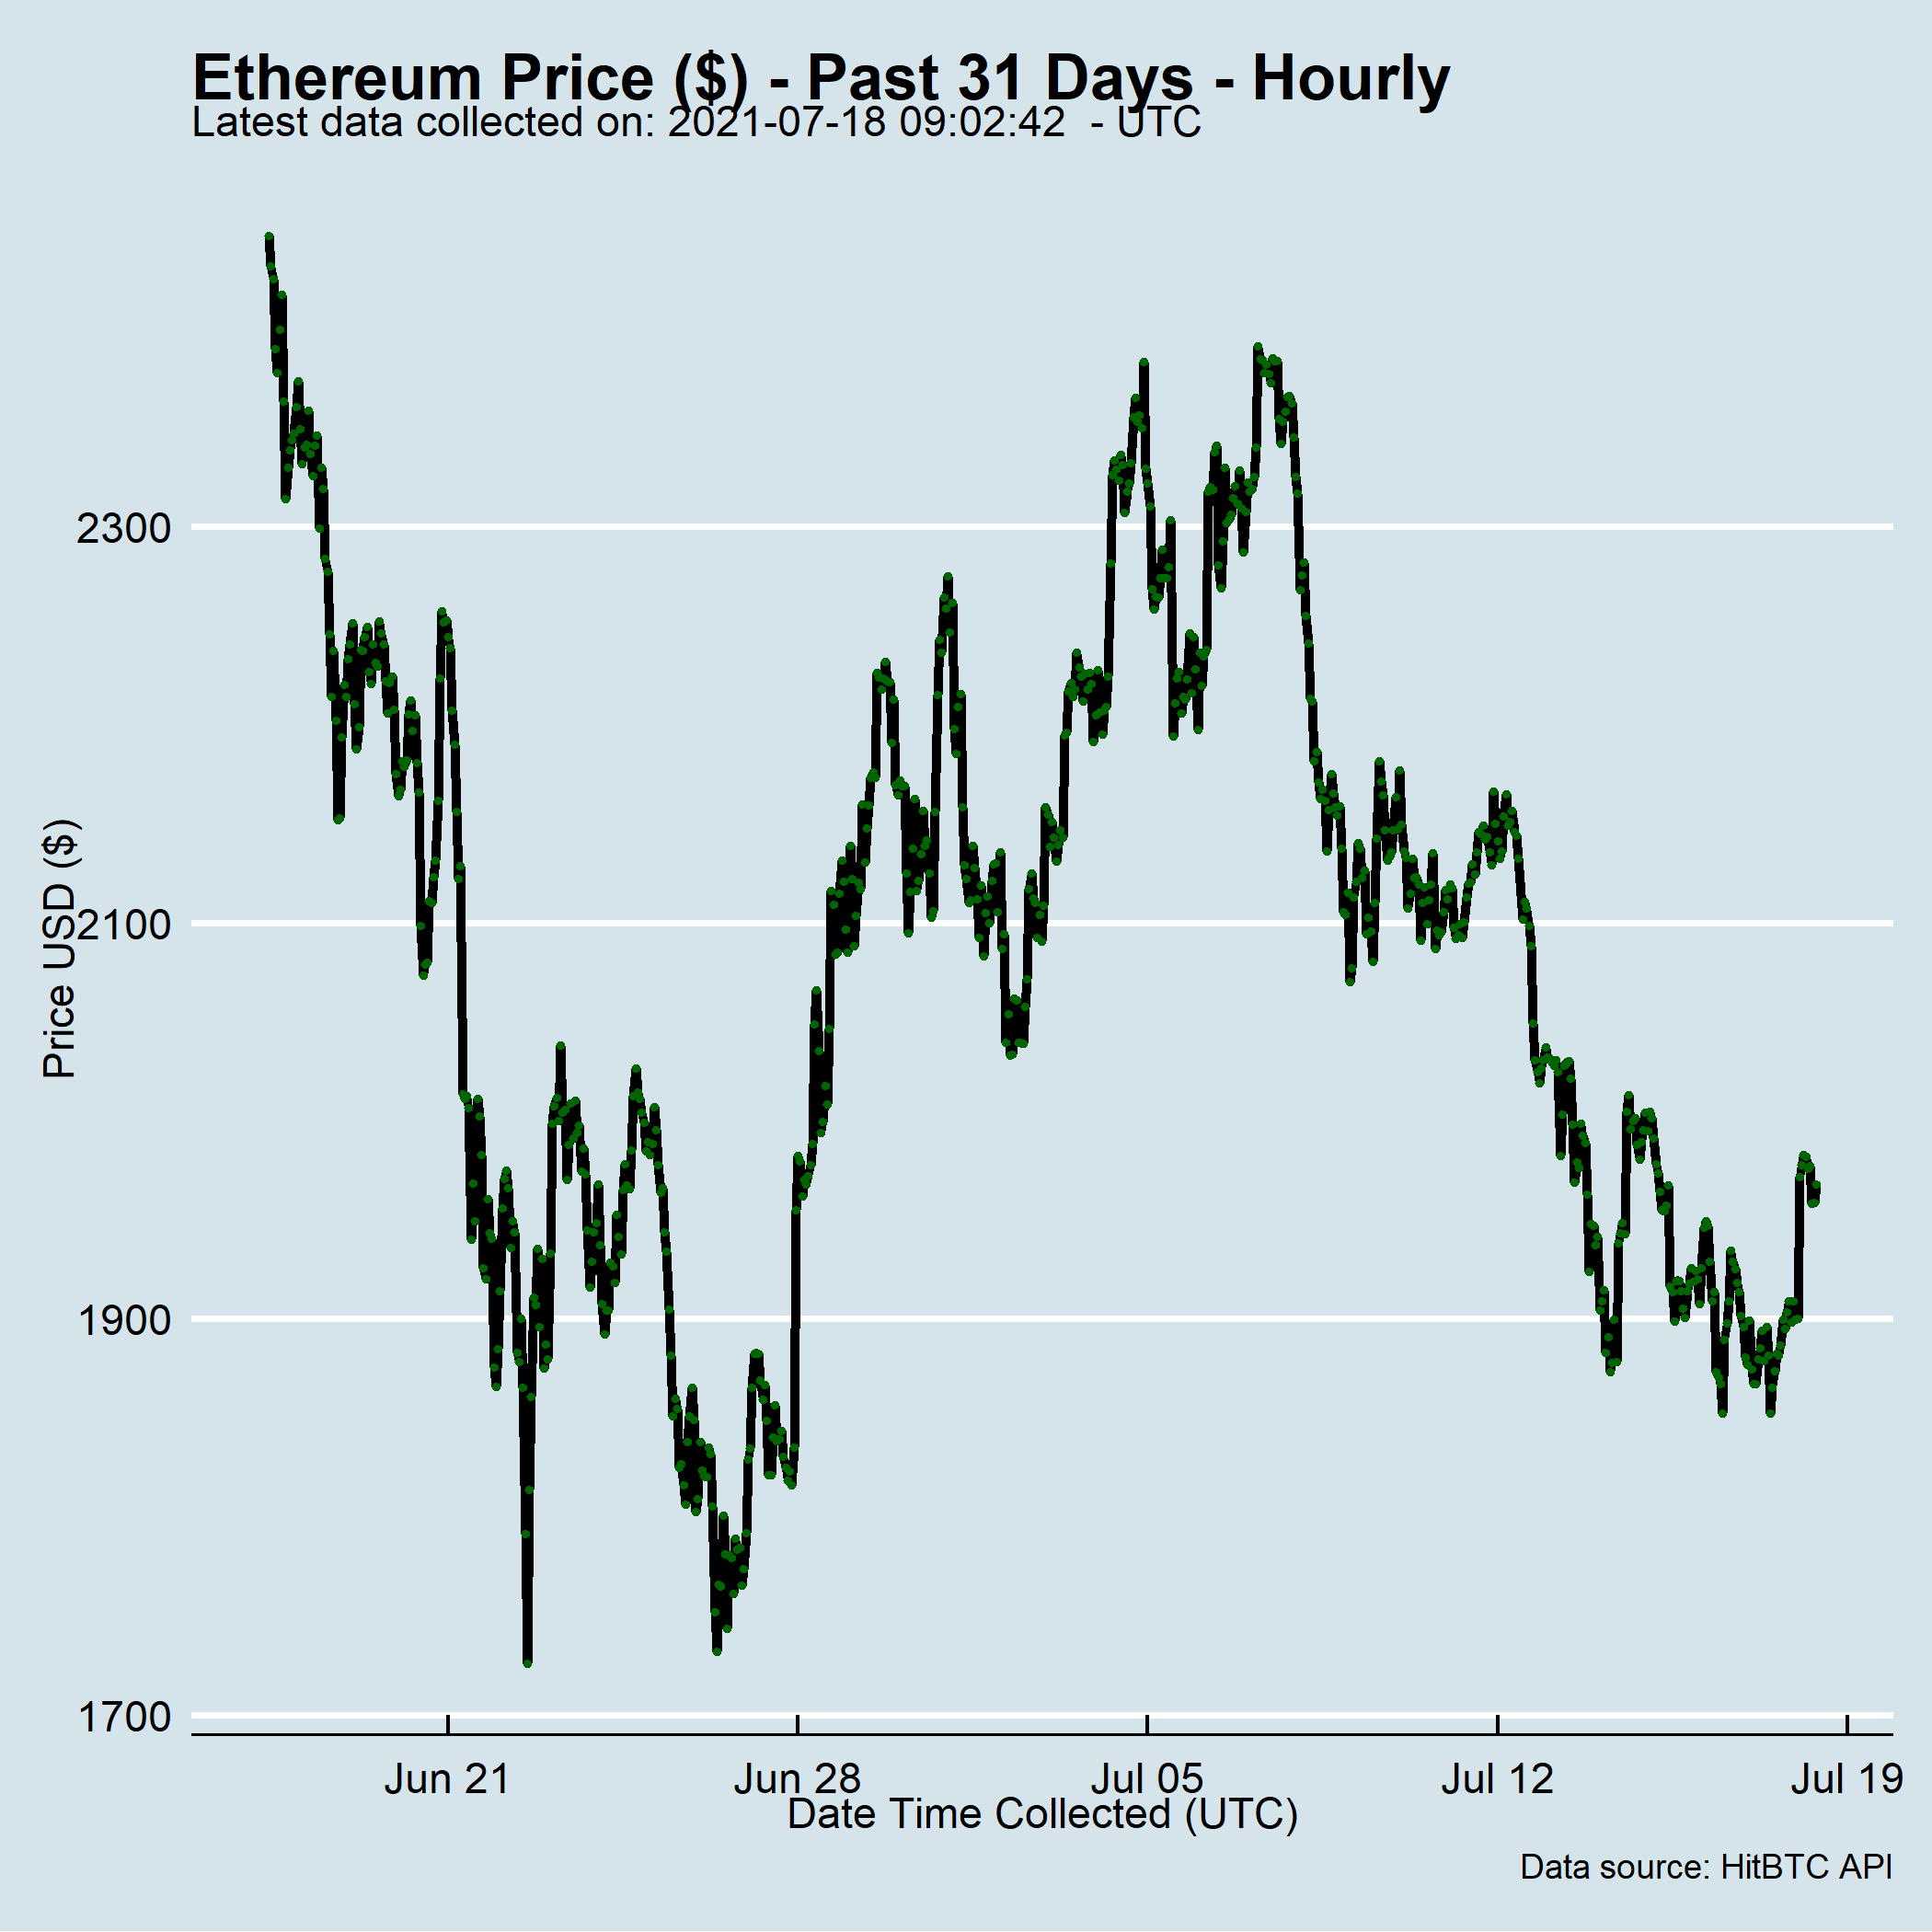 Ethereum Price ($) - Past 31 Days - Hourly
Latest data collected on: 2021-07-18 09:02:42  - UTC
Price USD ($)
2300
2100
1900
1700
Jun 21
Jun 28
Jul 05
Jul 12
Jul 19
Date Time Collected (UTC)
Data source: HitBTC API